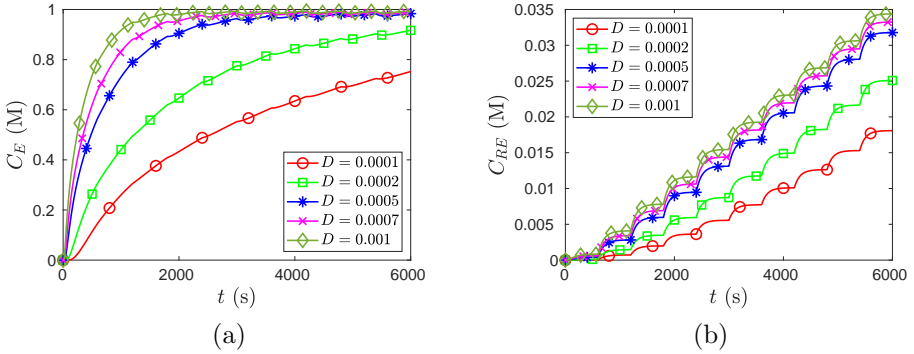 1
0.8
0.6
0.4
0.2
0
C_E (M)
0 2000 4000 6000
t (s)
D = 0.0001
D = 0.0002
D = 0.0005
D = 0.0007
D = 0.001
(a)
0.035
0.03
0.025
0.02
0.015
0.01
0.005
0
C_RE (M)
0 2000 4000 6000
t (s)
D = 0.0001
D = 0.0002
D = 0.0005
D = 0.0007
D = 0.001
(b)